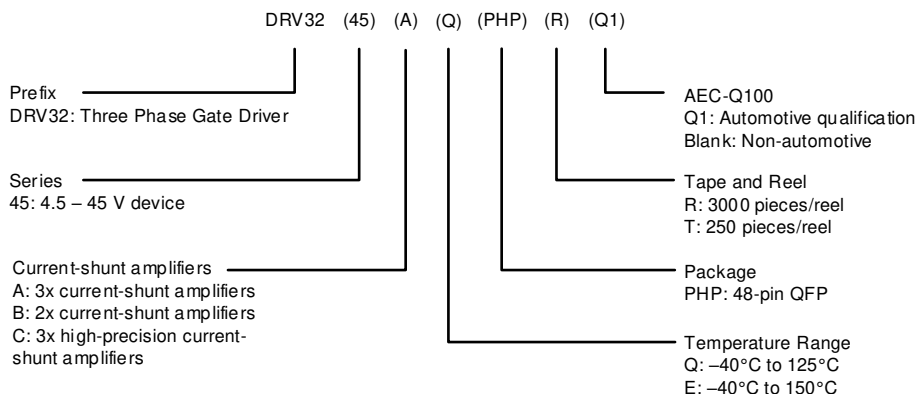 DRV32 (45) (A) (Q) (PHP) (R) (Q1)
Prefix
DRV32: Three Phase Gate Driver
Series
45: 4.5 – 45 V device
Current-shunt amplifiers
A: 3x current-shunt amplifiers
B: 2x current-shunt amplifiers
C: 3x high-precision current-
shunt amplifiers
AEC-Q100
Q1: Automotive qualification
Blank: Non-automotive
Tape and Reel
R: 3000 pieces/reel
T: 250 pieces/reel
Package
PHP: 48-pin QFP
Temperature Range
Q: –40°C to 125°C
E: –40°C to 150°C